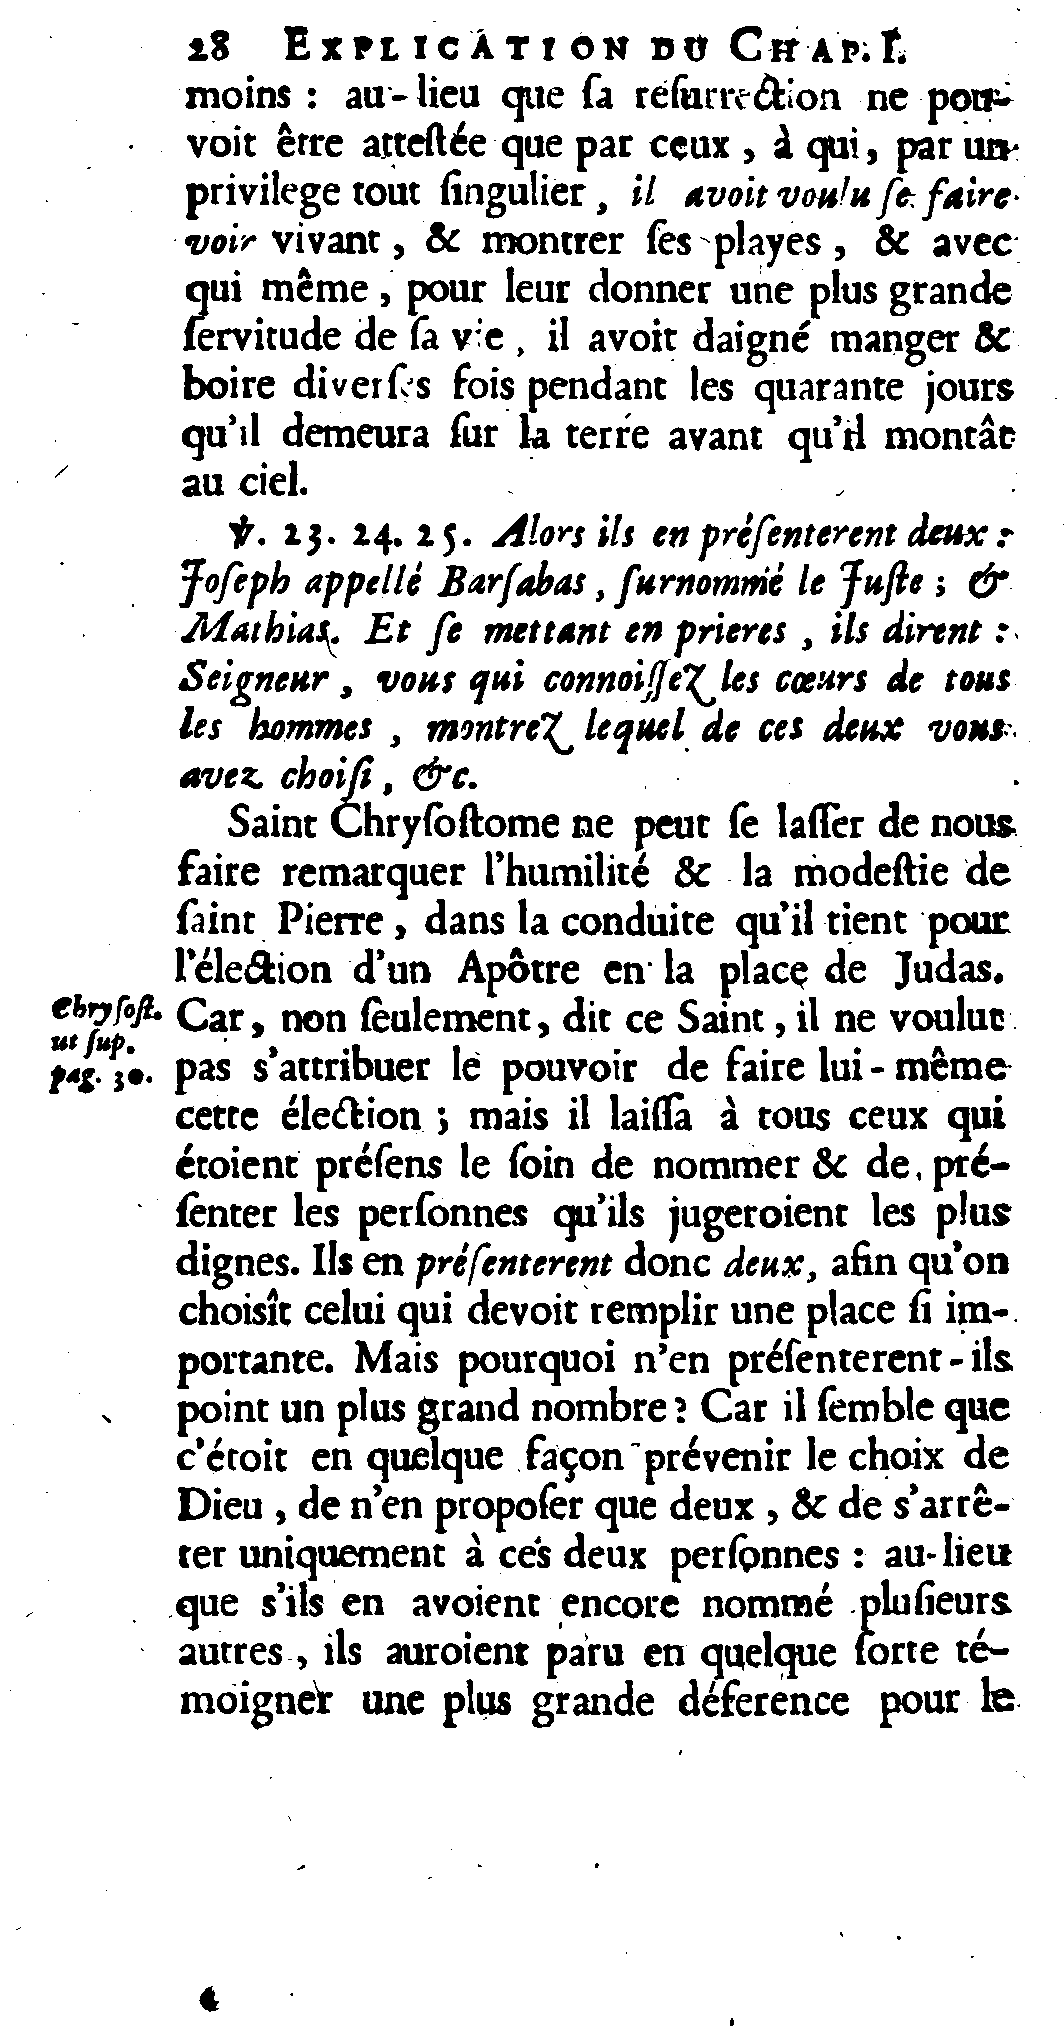 28 EXPLICATION DU CHAP. I.
moins : au-lieu que ſa réſurrection ne pou-
voit être atteſtée que par ceux, à qui, par un
privilege tout ſingulier, il avoit voulu ſe faire
voir vivant, & montrer ſes playes, & avec
qui même, pour leur donner une plus grande
ſervitude de ſa vie, il avoit daigné manger &
boire diverſes fois pendant les quarante jours
qu'il demeura ſur la terre avant qu'il montât
au ciel.
℣. 23. 24. 25. Alors ils en préſenterent deux :
Joſeph appellé Barſabas, ſurnommé le Juſte ; &
Mathias. Et ſe mettant en prieres, ils dirent :
Seigneur, vous qui connoiſſez les cœurs de tous
les hommes, montrez lequel de ces deux vous
avez choiſi, &c.
Saint Chryſoſtome ne peut ſe laſſer de nous
faire remarquer l'humilité & la modeſtie de
ſaint Pierre, dans la conduite qu'il tient pour
l'élection d'un Apôtre en la place de Judas.
Chryſoſt.
ut ſup.
pag. 30.
Car, non ſeulement, dit ce Saint, il ne voulut
pas s'attribuer le pouvoir de faire lui-même
cette élection ; mais il laiſſa à tous ceux qui
étoient préſens le ſoin de nommer & de pré-
ſenter les perſonnes qu'ils jugeroient les plus
dignes. Ils en préſenterent donc deux, afin qu'on
choisît celui qui devoit remplir une place ſi im-
portante. Mais pourquoi n'en préſenterent-ils
point un plus grand nombre ? Car il ſemble que
c'étoit en quelque façon prévenir le choix de
Dieu, de n'en propoſer que deux, & de s'arrê-
ter uniquement à ces deux perſonnes : au-lieu
que s'ils en avoient encore nommé pluſieurs
autres, ils auroient paru en quelque ſorte té-
moigner une plus grande déference pour le